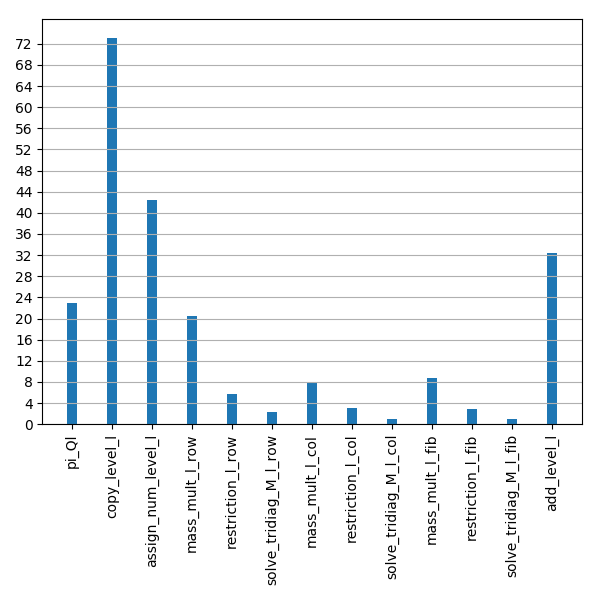 72
68
64
60
56
52
48
44
40
36
32
28
24
20
16
12
8
4
0
pi_Ql
copy_level_l
assign_num_level_l
mass_mult_l_row
restriction_l_row
solve_tridiag_M_l_row
mass_mult_l_col
restriction_l_col
solve_tridiag_M_l_col
mass_mult_l_fib
restriction_l_fib
solve_tridiag_M_l_fib
add_level_l